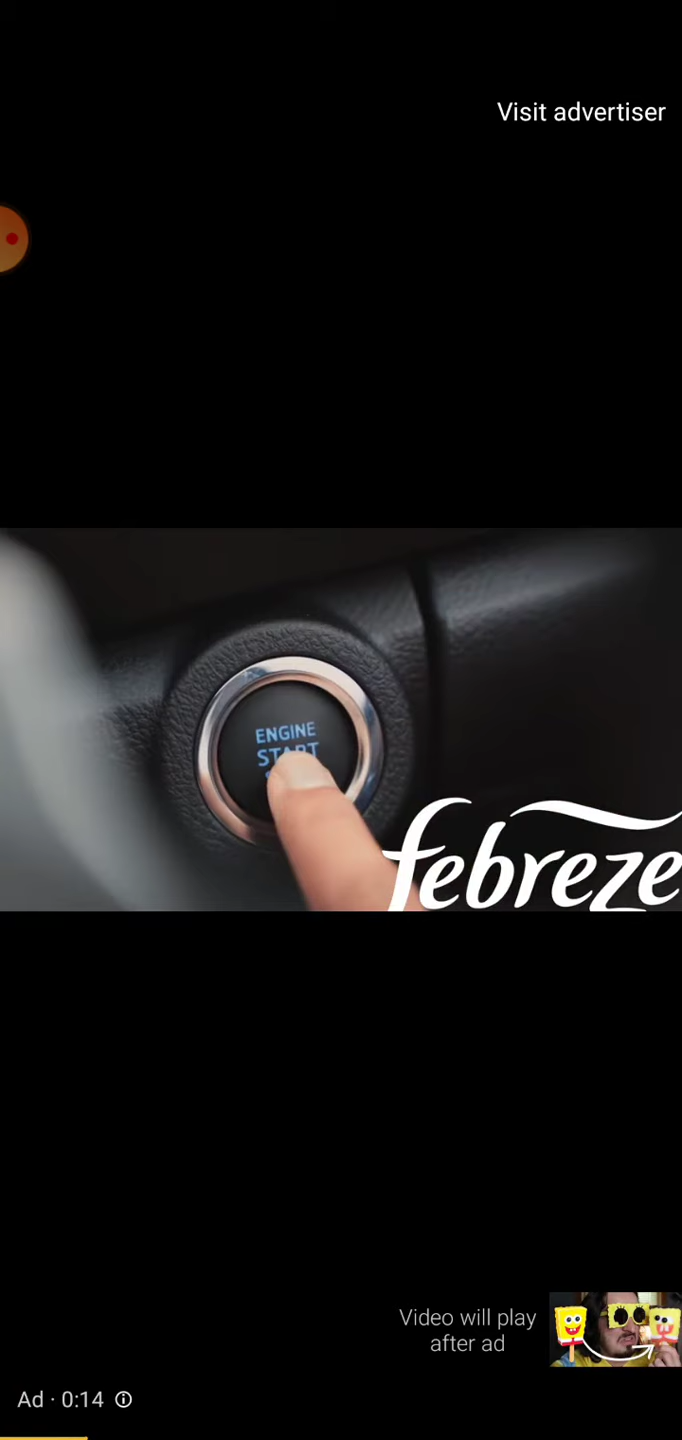 Visit advertiser
ENGINE
START
febreze
Video will play
after ad
Ad · 0:14